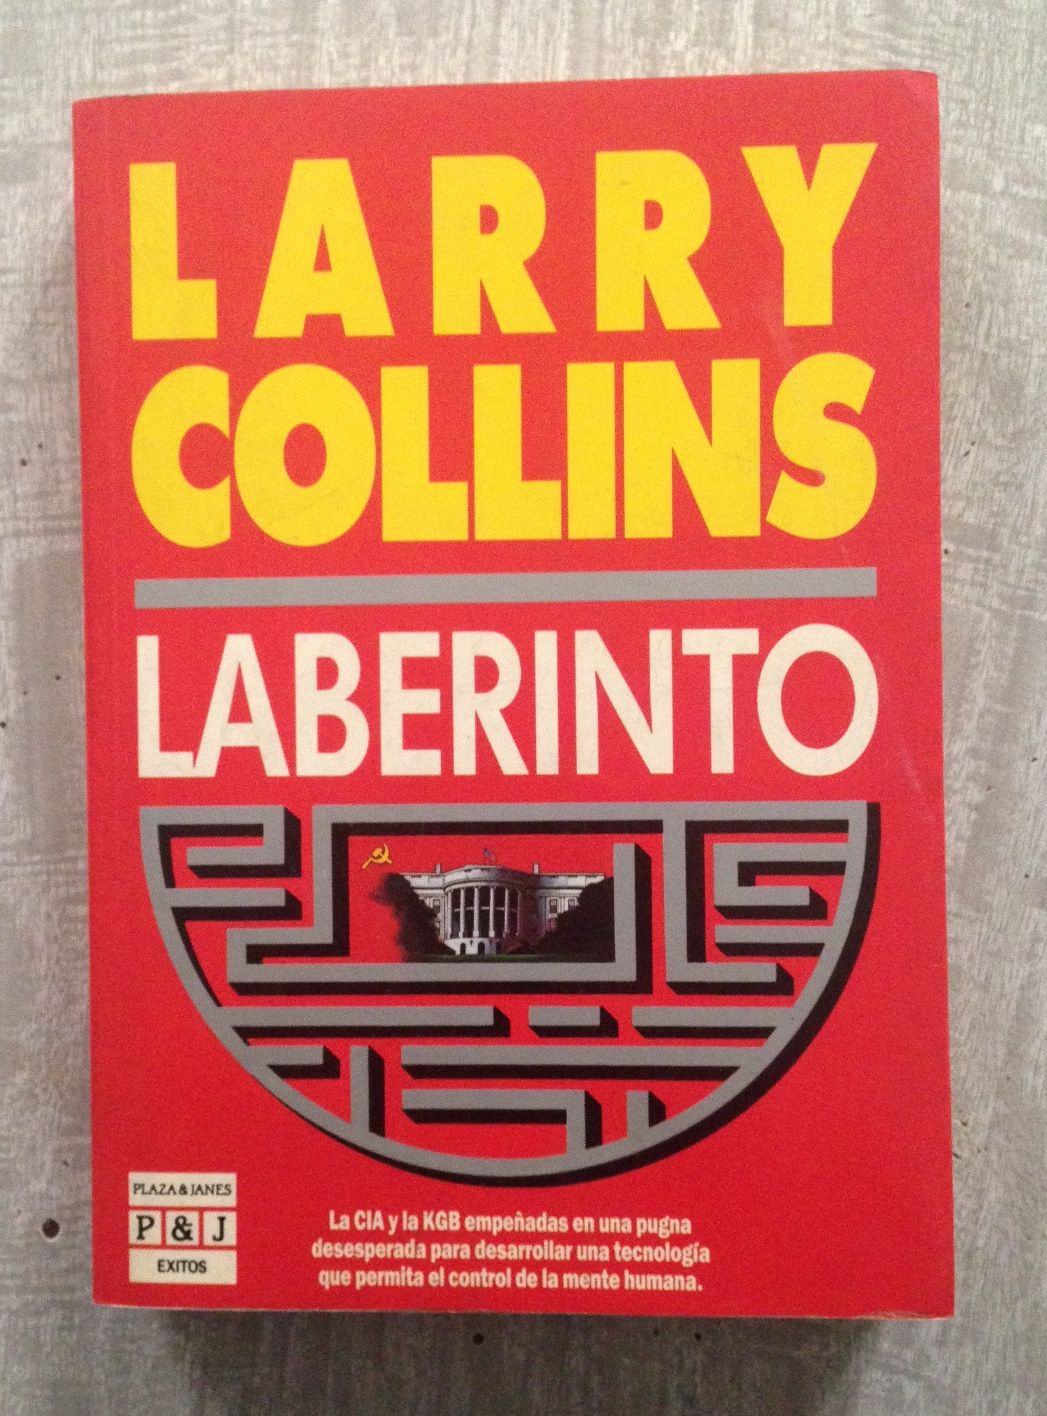 LARRY
COLLINS
LABERINTO
PLAZA & JANES
P & J
EXITOS
La CIA y la KGB empeñadas en una pugna
desesperada para desarrollar una tecnología
que permita el control de la mente humana.